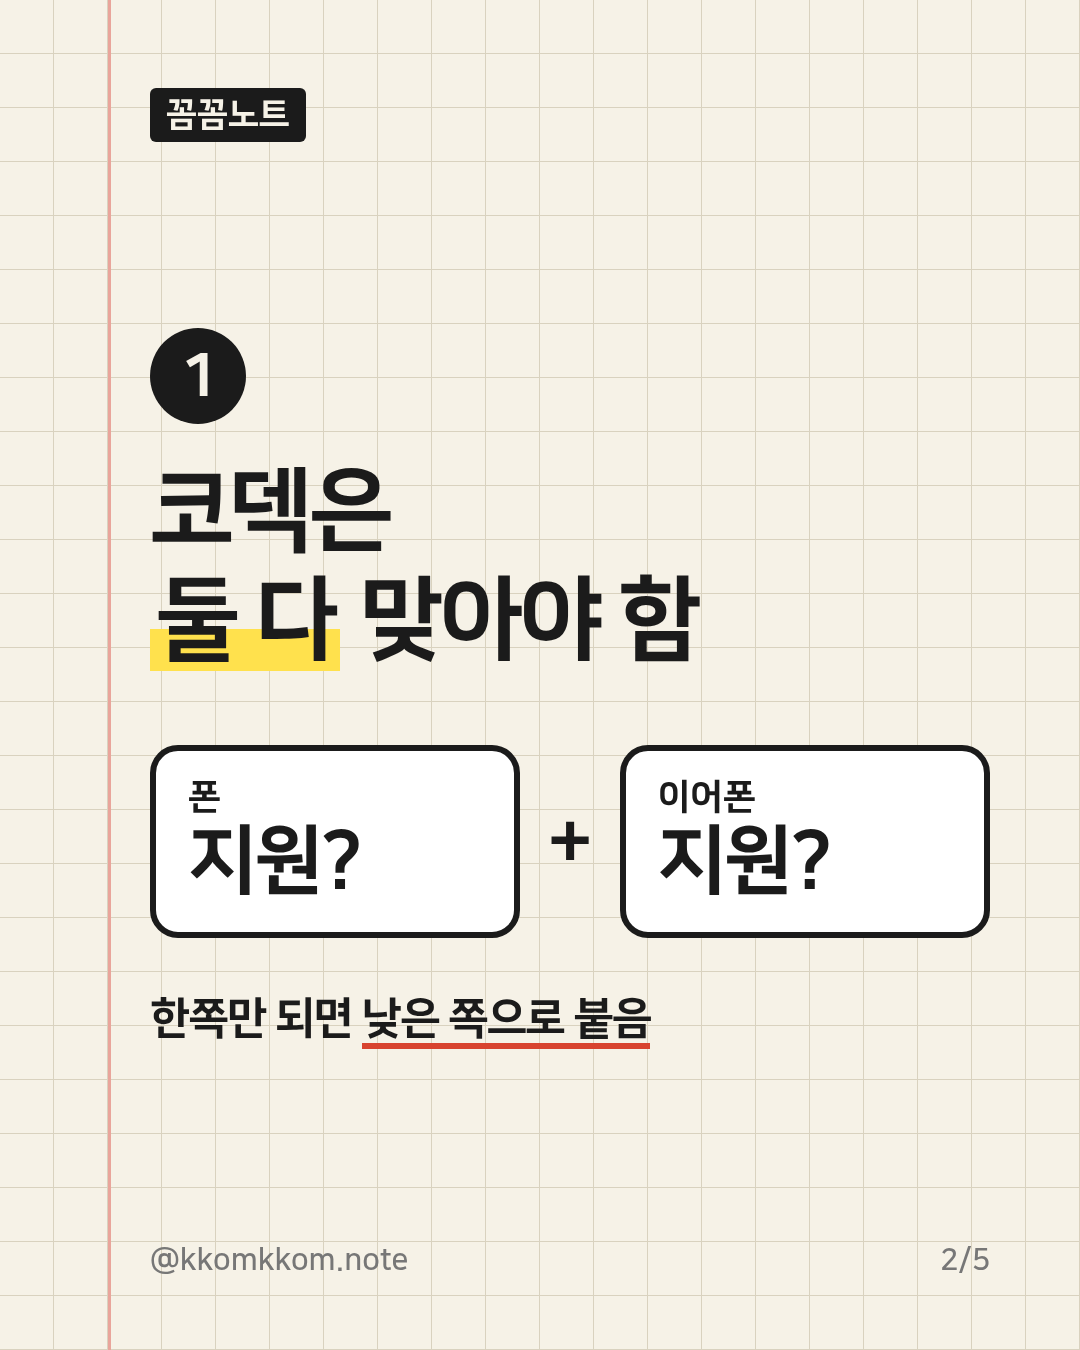 꼼꼼노트
1
코덱은
둘 다 맞아야 함
폰
지원?
+
이어폰
지원?
한쪽만 되면 낮은 쪽으로 붙음
@kkomkkom.note
2/5